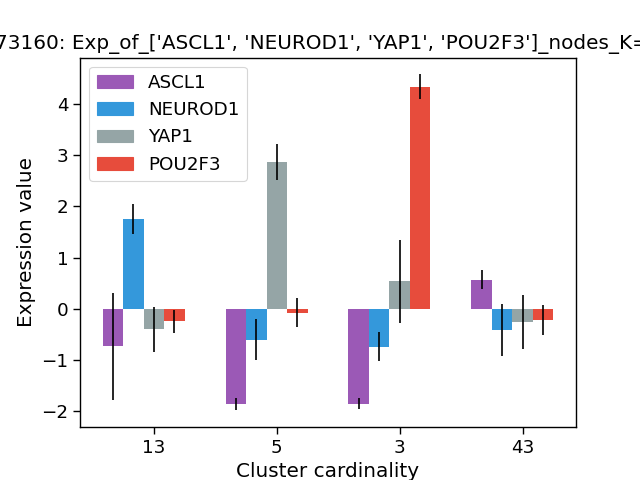 73160: Exp_of_['ASCL1', 'NEUROD1', 'YAP1', 'POU2F3']_nodes_K=
ASCL1
NEUROD1
YAP1
POU2F3
4
3
2
1
0
−1
−2
Expression value
13 5 3 43
Cluster cardinality